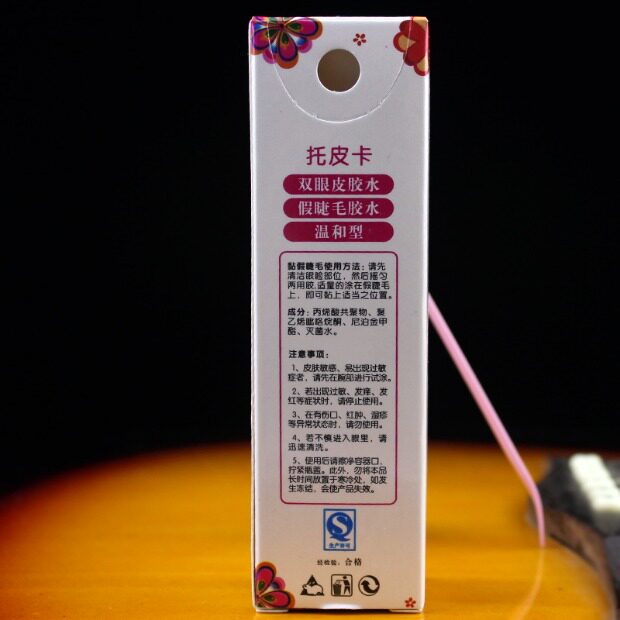 托皮卡
双眼皮胶水
假睫毛胶水
温和型
黏假睫毛使用方法：请先
清洁眼睑部位，然后摇匀
两用胶,适量的涂在假睫毛
上，即可黏上适当之位置。
成分：丙烯酸共聚物、聚
乙烯吡咯烷酮、尼泊金甲
酯、灭菌水。
注意事项：
1、皮肤敏感、易出现过敏
症者，请先在腕部进行试涂。
2、若出现过敏、发痒、发
红等症状时，请停止使用。
3、在有伤口、红肿、湿疹
等异常状态时，请勿使用。
4、若不慎进入眼里，请
迅速清洗。
5、使用后请擦净容器口，
拧紧瓶盖。此外，勿将本品
长时间放置于寒冷处，如发
生冻结，会使产品失效。
生产许可
经检验：合格